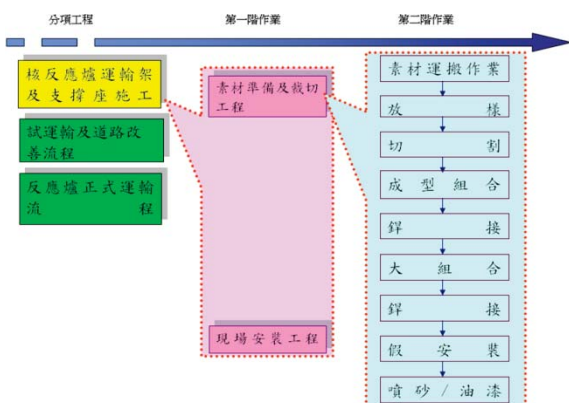 分項工程
第一階作業
第二階作業
核反應爐運輸架
及支撐座施工
試運輸及道路改
善流程
反應爐正式運輸
流程
素材準備及裁切
工程
現場安裝工程
素材運搬作業
放樣
切割
成型組合
銲接
大組合
銲接
假安裝
噴砂/油漆